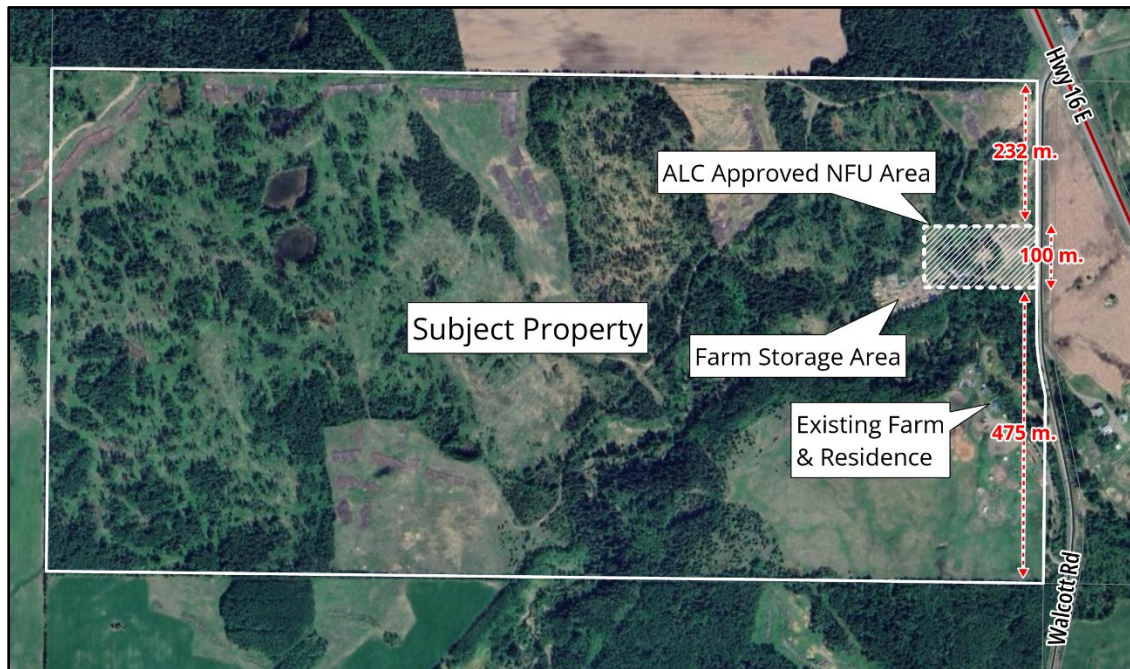 Hwy 16 E
232 m.
ALC Approved NFU Area
100 m.
Subject Property
Farm Storage Area
Existing Farm
& Residence
475 m.
Walcott Rd